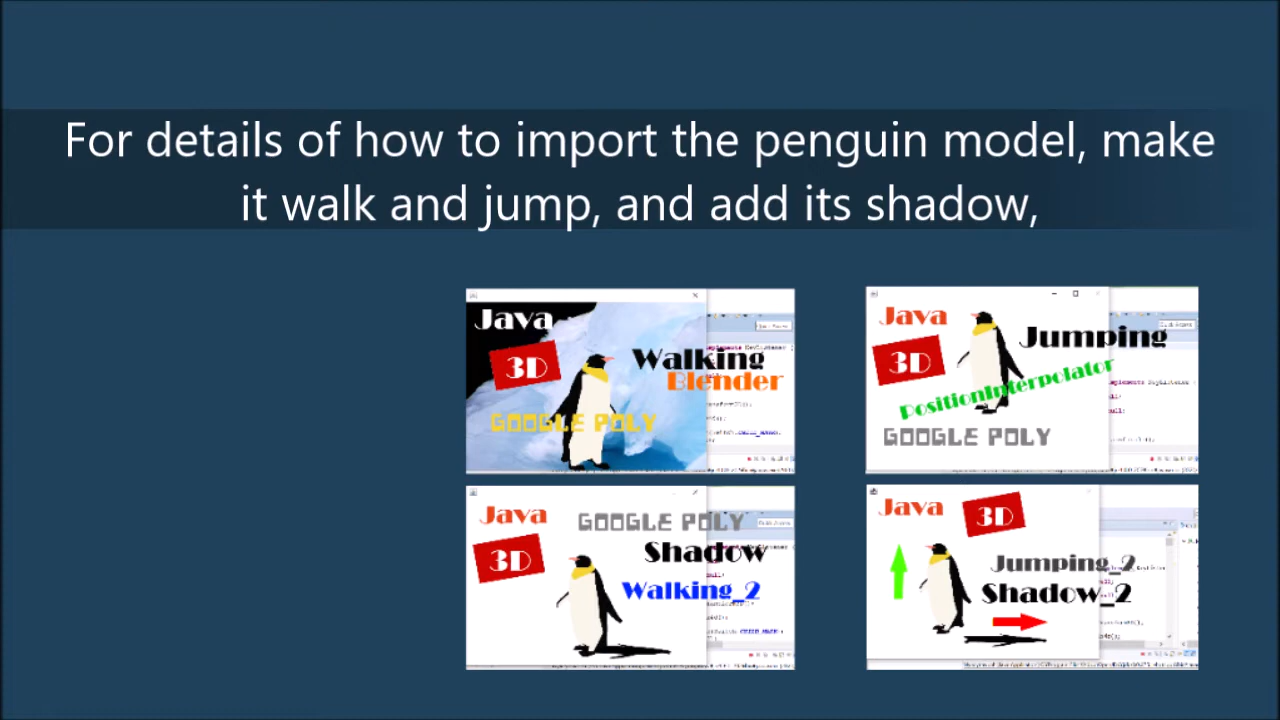 For details of how to import the penguin model, make
it walk and jump, and add its shadow,
Java
3D
Walking
Blender
GOOGLE POLY
Java
3D
Jumping
PositionInterpolator
GOOGLE POLY
Java
GOOGLE POLY
3D
Shadow
Walking_2
Java
3D
Jumping_2
Shadow_2